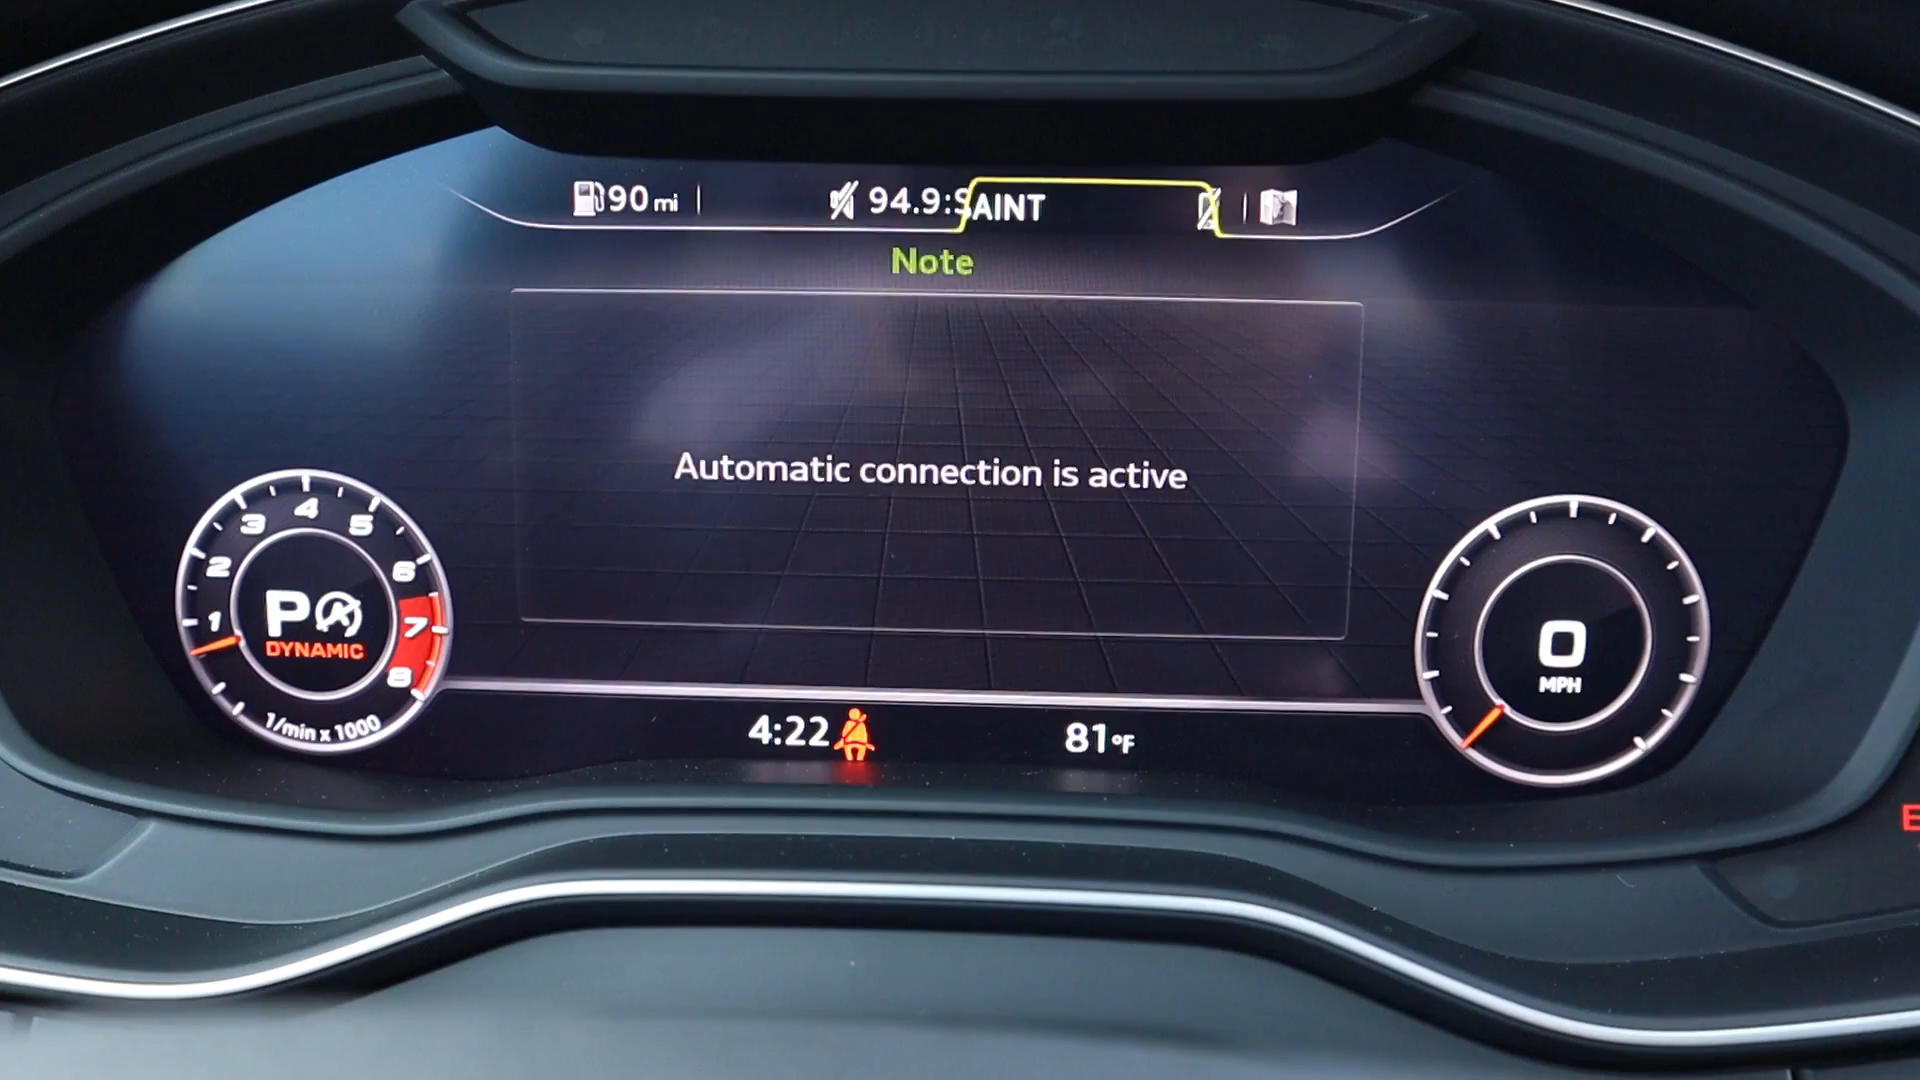 90 mi
94.9:SAINT
Note
Automatic connection is active
1 2 3 4 5 6 7 8
P
DYNAMIC
1/min x 1000
0
MPH
4:22
81°F
E